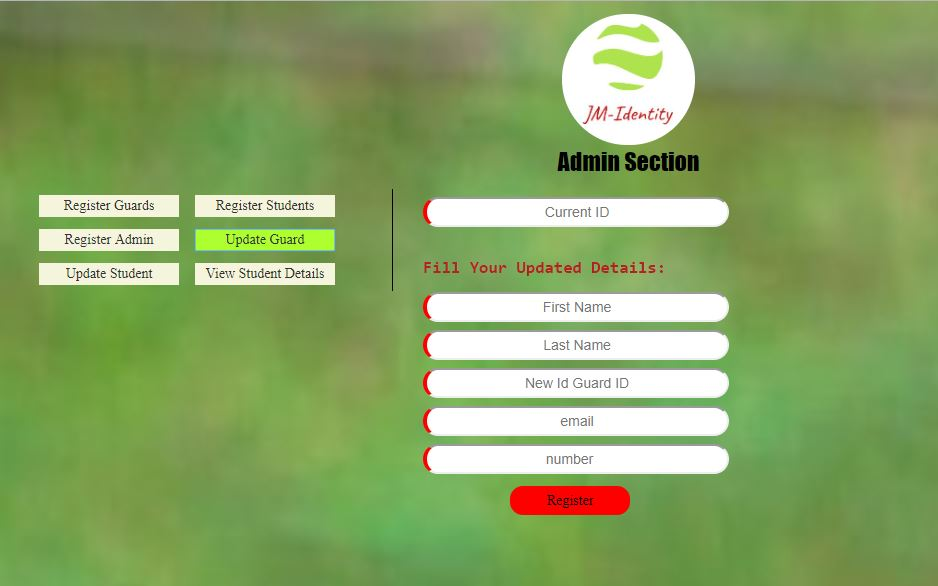 JM-Identity
Admin Section
Register Guards
Register Students
Register Admin
Update Guard
Update Student
View Student Details
Current ID
Fill Your Updated Details:
First Name
Last Name
New Id Guard ID
email
number
Register